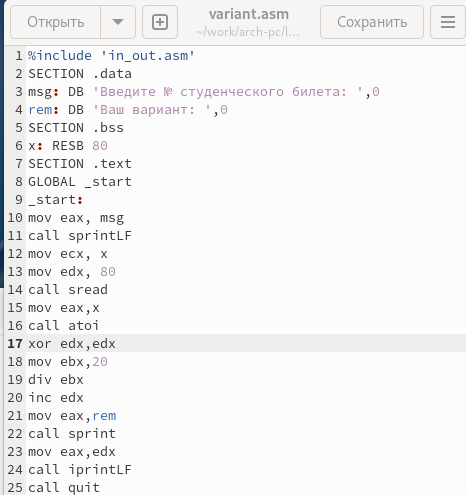 Открыть
variant.asm
~/work/arch-pc/l...
Сохранить
1 %include 'in_out.asm'
2 SECTION .data
3 msg: DB 'Введите № студенческого билета: ',0
4 rem: DB 'Ваш вариант: ',0
5 SECTION .bss
6 x: RESB 80
7 SECTION .text
8 GLOBAL _start
9 _start:
10 mov eax, msg
11 call sprintLF
12 mov ecx, x
13 mov edx, 80
14 call sread
15 mov eax,x
16 call atoi
17 xor edx,edx
18 mov ebx,20
19 div ebx
20 inc edx
21 mov eax,rem
22 call sprint
23 mov eax,edx
24 call iprintLF
25 call quit